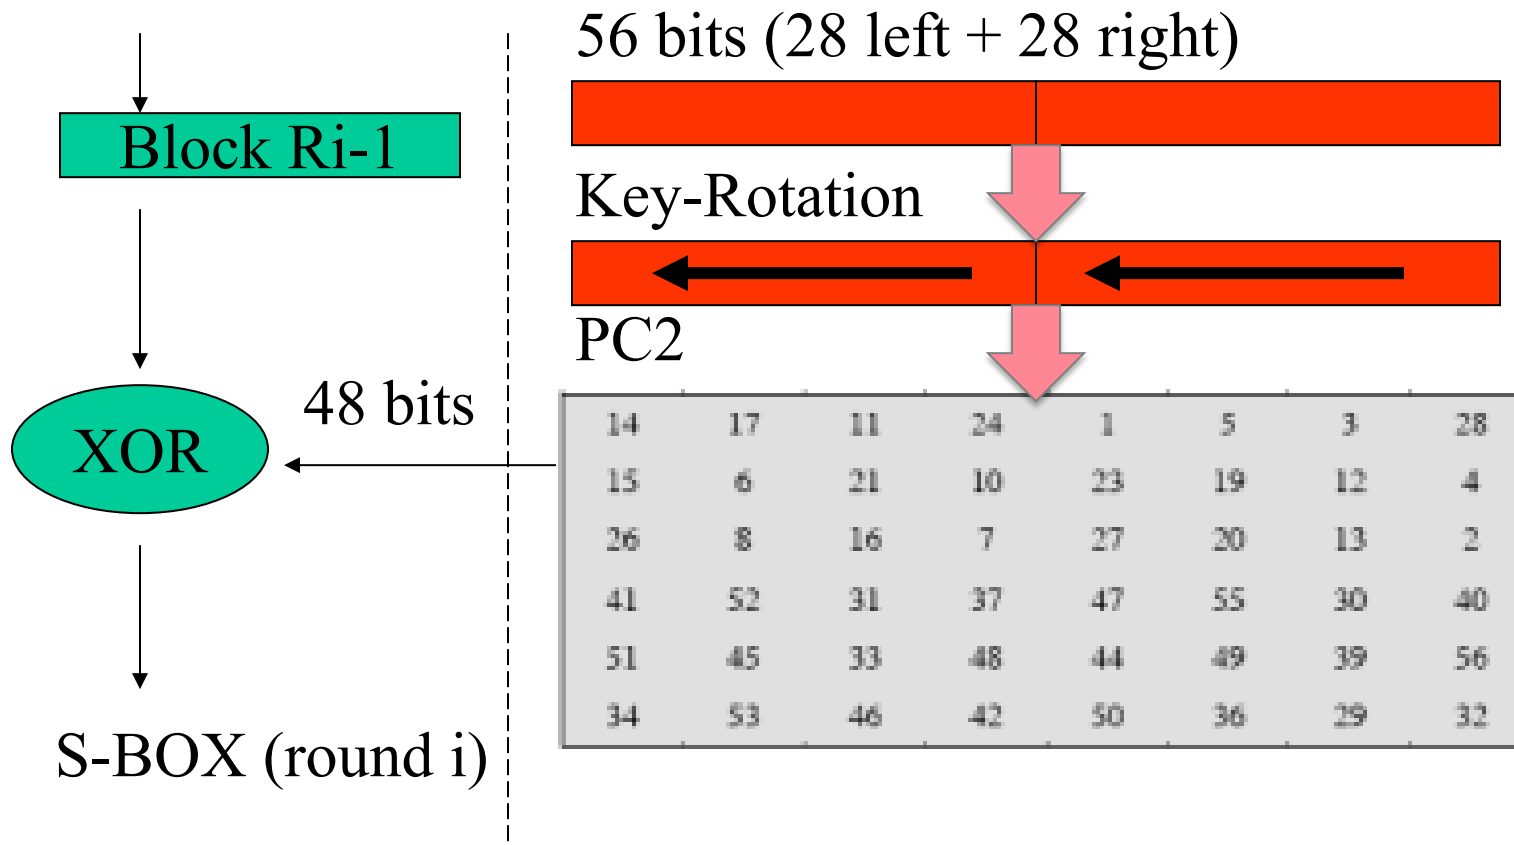 56 bits (28 left + 28 right)
Block Ri-1
Key-Rotation
PC2
48 bits
XOR
14 17 11 24 1 5 3 28
15 6 21 10 23 19 12 4
26 8 16 7 27 20 13 2
41 52 31 37 47 55 30 40
51 45 33 48 44 49 39 56
34 53 46 42 50 36 29 32
S-BOX (round i)